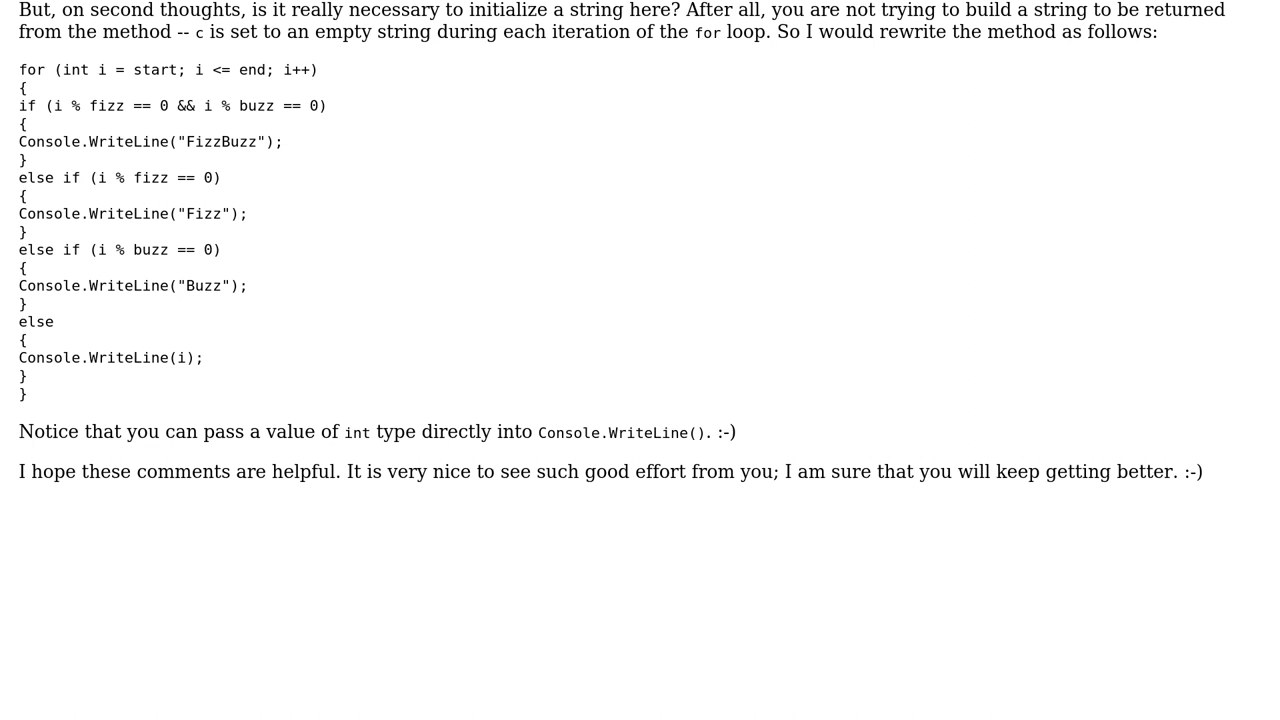 But, on second thoughts, is it really necessary to initialize a string here? After all, you are not trying to build a string to be returned
from the method -- c is set to an empty string during each iteration of the for loop. So I would rewrite the method as follows:
for (int i = start; i <= end; i++)
{
if (i % fizz == 0 && i % buzz == 0)
{
Console.WriteLine("FizzBuzz");
}
else if (i % fizz == 0)
{
Console.WriteLine("Fizz");
}
else if (i % buzz == 0)
{
Console.WriteLine("Buzz");
}
else
{
Console.WriteLine(i);
}
}
Notice that you can pass a value of int type directly into Console.WriteLine(). :-)
I hope these comments are helpful. It is very nice to see such good effort from you; I am sure that you will keep getting better. :-)